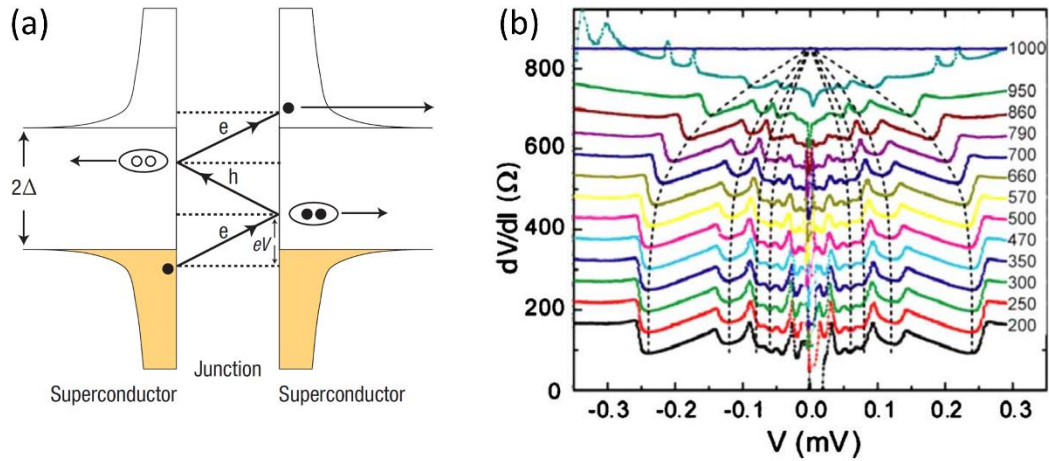 (a)
e
h
2Δ
e
eV
Junction
Superconductor
Superconductor
(b)
1000
950
860
790
700
660
570
500
470
350
300
250
200
800
600
400
200
0
dV/dI (Ω)
-0.3
-0.2
-0.1
0.0
0.1
0.2
0.3
V (mV)